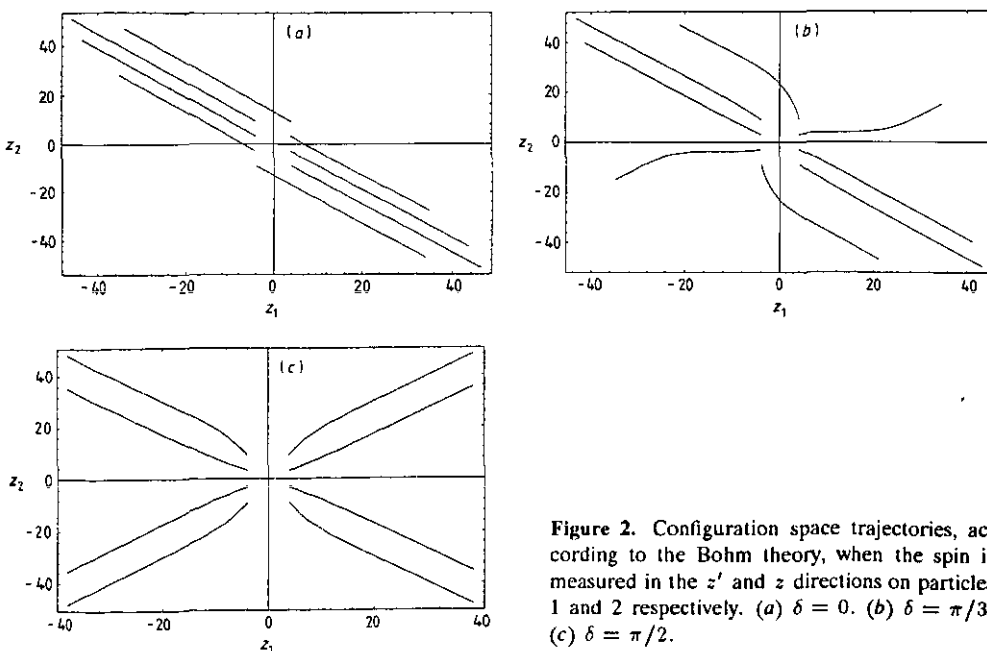 (a)
40
20
0
-20
-40
z₂
-40 -20 0 20 40
z₁
(b)
40
20
0
-20
-40
z₂
-40 -20 0 20 40
z₁
(c)
40
20
0
-20
-40
z₂
-40 -20 0 20 40
z₁
Figure 2. Configuration space trajectories, ac
cording to the Bohm theory, when the spin i
measured in the z′ and z directions on particle
1 and 2 respectively. (a) δ = 0. (b) δ = π/3
(c) δ = π/2.